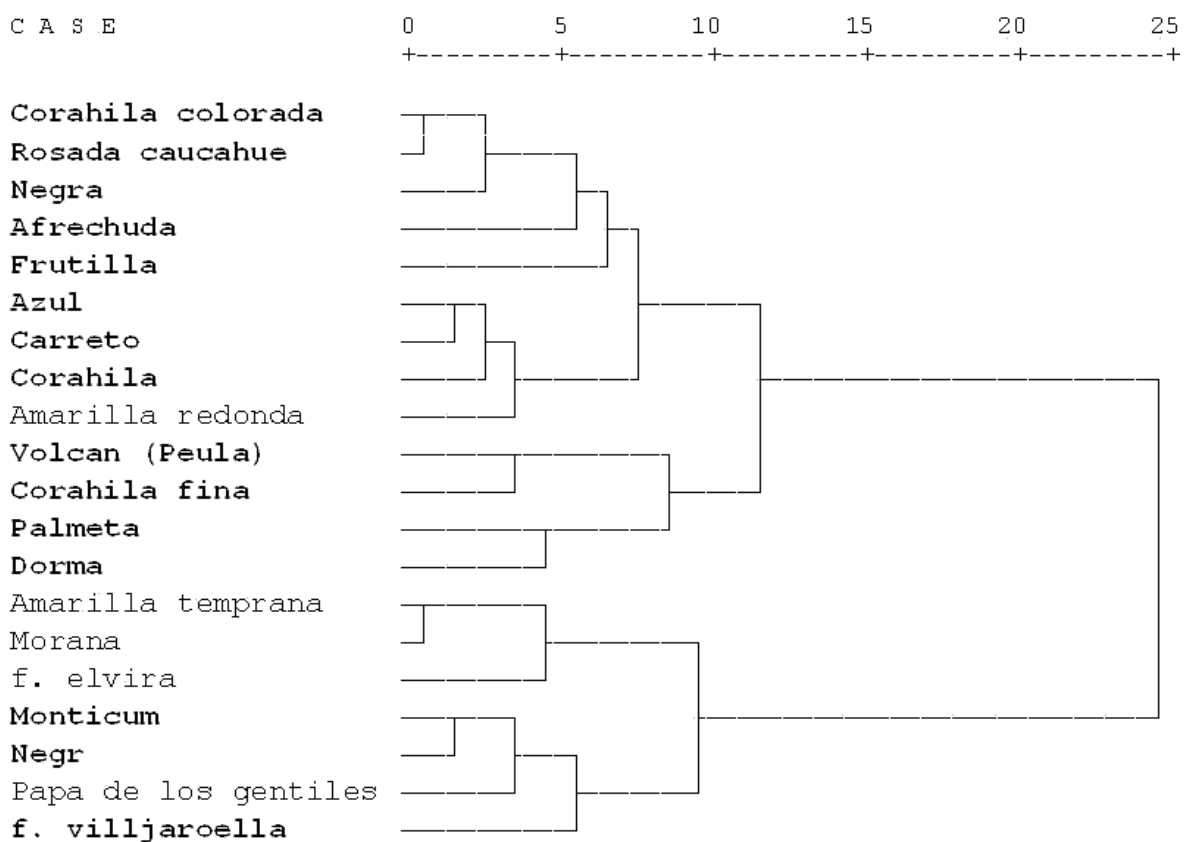 C A S E 0 5 10 15 20 25
+---------+---------+---------+---------+---------+
Corahila colorada
Rosada caucahue
Negra
Afrechuda
Frutilla
Azul
Carreto
Corahila
Amarilla redonda
Volcan (Peula)
Corahila fina
Palmeta
Dorma
Amarilla temprana
Morana
f. elvira
Monticum
Negr
Papa de los gentiles
f. villjaroella